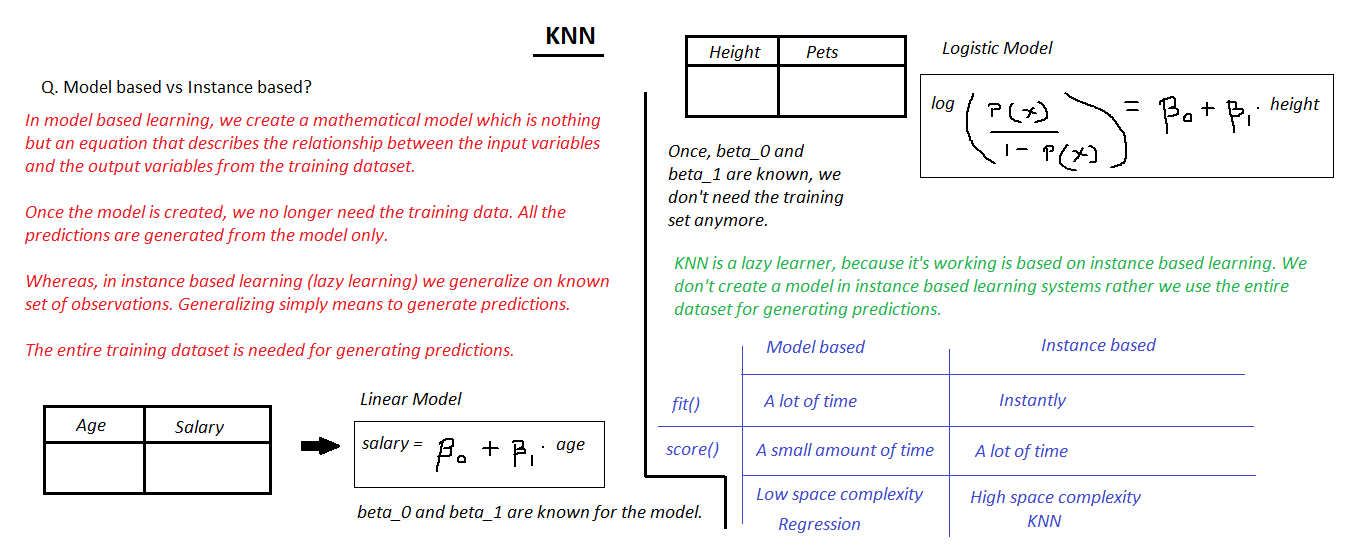 KNN
Q. Model based vs Instance based?
In model based learning, we create a mathematical model which is nothing
but an equation that describes the relationship between the input variables
and the output variables from the training dataset.
Once the model is created, we no longer need the training data. All the
predictions are generated from the model only.
Whereas, in instance based learning (lazy learning) we generalize on known
set of observations. Generalizing simply means to generate predictions.
The entire training dataset is needed for generating predictions.
Age Salary
Linear Model
salary = β₀ + β₁ · age
beta_0 and beta_1 are known for the model.
Height Pets
Logistic Model
log (P(x) / 1 - P(x)) = β₀ + β₁ · height
Once, beta_0 and
beta_1 are known, we
don't need the training
set anymore.
KNN is a lazy learner, because it's working is based on instance based learning. We
don't create a model in instance based learning systems rather we use the entire
dataset for generating predictions.
Model based Instance based
fit() A lot of time Instantly
score() A small amount of time A lot of time
Low space complexity High space complexity
Regression KNN